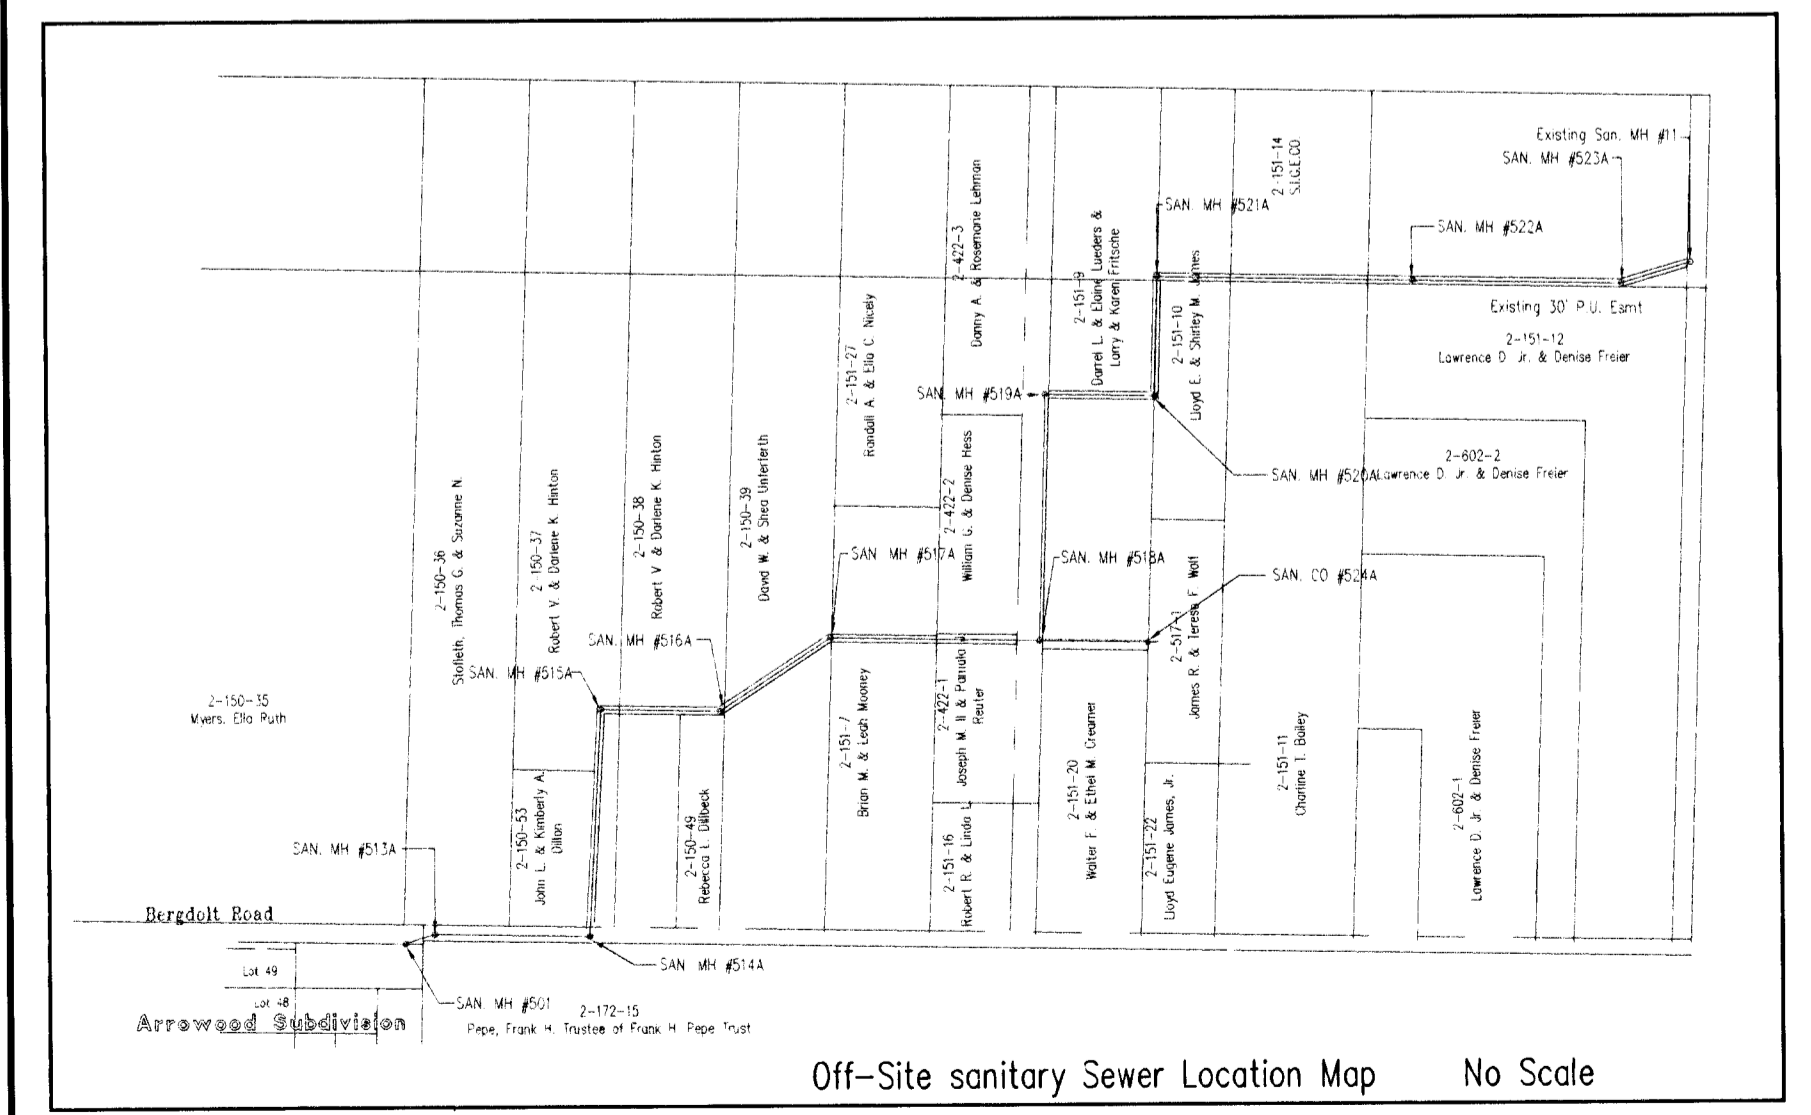 Existing San. MH #11
SAN. MH #523A
2-151-14
S.I.G.E.CO.
SAN. MH #521A
SAN. MH #522A
2-422-3
Danny A. & Rosemarie Lehman
2-151-9
Darrel L. & Elaine Lueders &
Larry & Karen Fritsche
2-151-10
Lloyd E. & Shirley M. James
Existing 30' P.U. Esmt
2-151-12
Lawrence D. Jr. & Denise Freier
2-151-27
Randall A. & Ella C. Nicely
SAN. MH #519A
2-422-2
William G. & Denise Hess
2-602-2
Lawrence D. Jr. & Denise Freier
SAN. MH #520A
2-150-36
Stofleth, Thomas G. & Suzanne N.
2-150-37
Robert V. & Darlene K. Hinton
2-150-38
Robert V & Darlene K. Hinton
2-150-39
David W. & Shea Unterferth
SAN MH #517A
SAN. MH #518A
SAN. CO #524A
2-517-1
James R. & Teresa F. Wolf
SAN. MH #516A
SAN. MH #515A
2-150-35
Myers. Ella Ruth
2-151-7
Brian M. & Leah Mooney
2-422-1
Joseph M. II & Pamula
Reuter
2-151-20
Walter F. & Ethel M. Creamer
2-151-11
Charline T. Bailey
2-602-1
Lawrence D. Jr. & Denise Freier
2-150-53
John L. & Kimberly A.
Dillon
2-150-49
Rebecca L. Dillbeck
2-151-16
Robert R. & Linda L.
2-151-22
Lloyd Eugene James, Jr.
SAN. MH #513A
Bergdolt Road
SAN MH #514A
Lot 49
Lot 48
SAN. MH #501
Arrowood Subdivision
2-172-15
Pepe, Frank H. Trustee of Frank H Pepe Trust
Off-Site sanitary Sewer Location Map No Scale